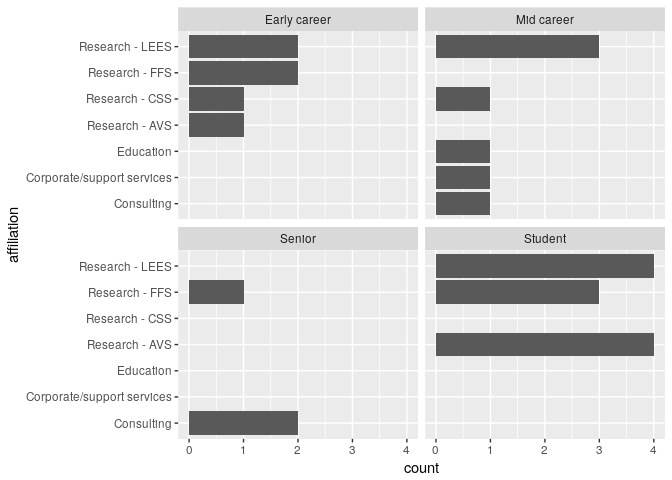 Early career
Mid career
Research - LEES
Research - FFS
Research - CSS
Research - AVS
Education
Corporate/support services
Consulting
affiliation
Senior
Student
Research - LEES
Research - FFS
Research - CSS
Research - AVS
Education
Corporate/support services
Consulting
0 1 2 3 4
0 1 2 3 4
count